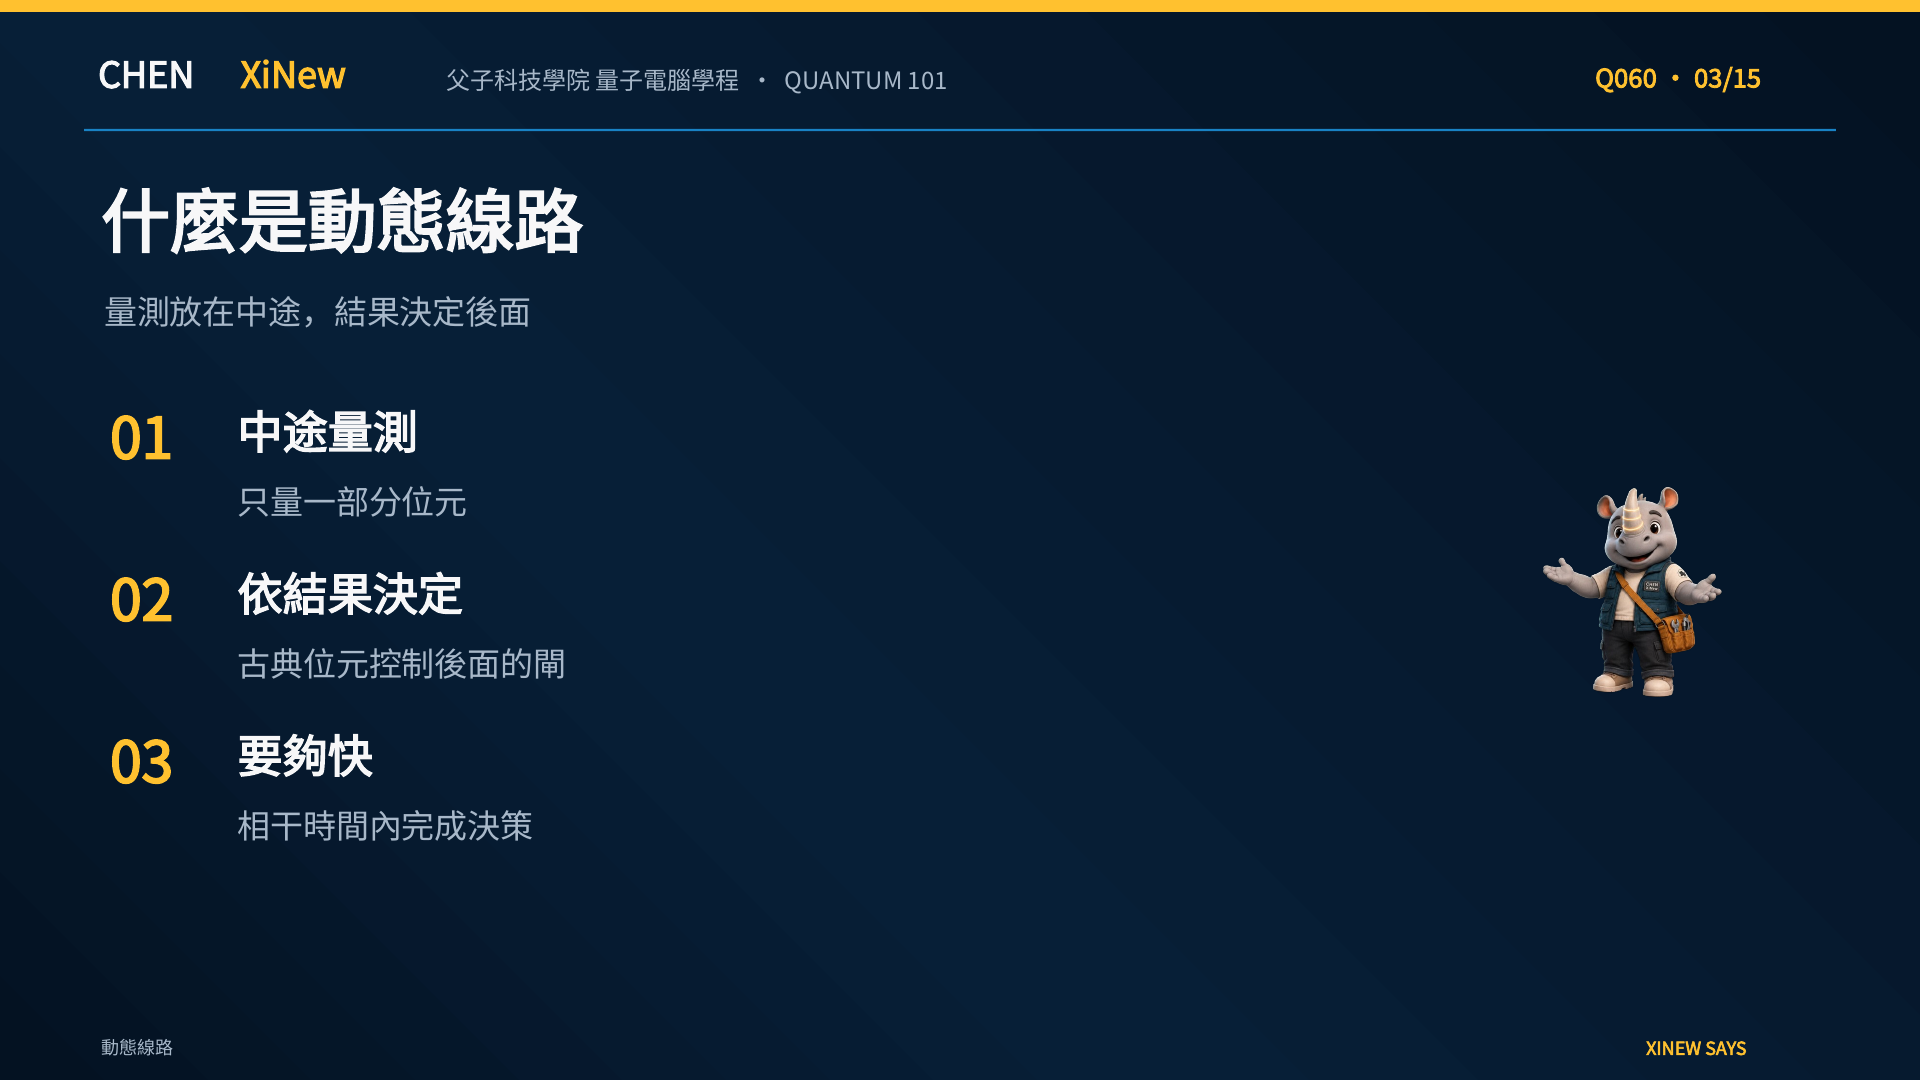 CHEN XiNew 父子科技學院 量子電腦學程 • QUANTUM 101 Q060 • 03/15
什麼是動態線路
量測放在中途，結果決定後面
01 中途量測
只量一部分位元
02 依結果決定
古典位元控制後面的閘
03 要夠快
相干時間內完成決策
動態線路
XINEW SAYS